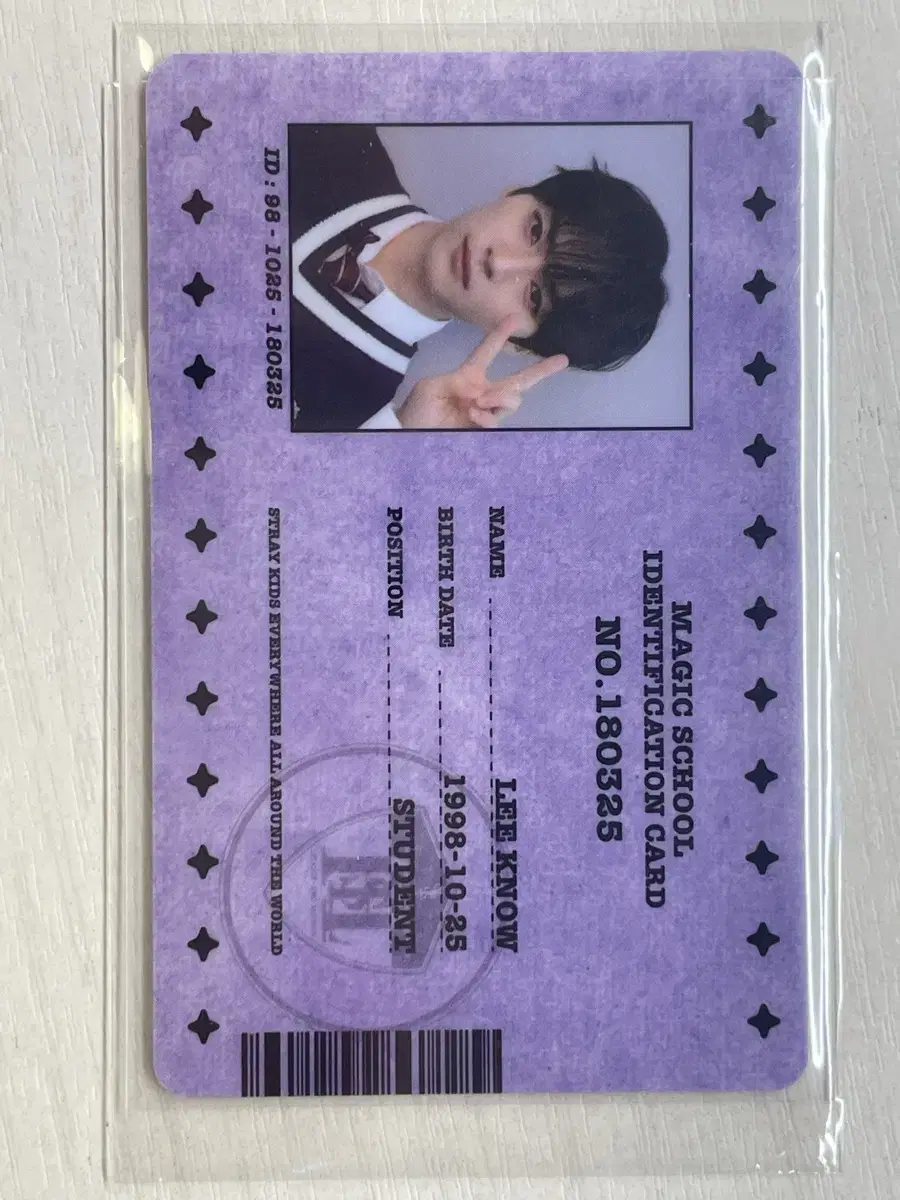 MAGIC SCHOOL
IDENTIFICATION CARD
NO.180325
NAME LEE KNOW
BIRTH DATE 1998-10-25
POSITION STUDENT
ID : 98 - 1025 - 180325
STRAY KIDS EVERYWHERE ALL AROUND THE WORLD